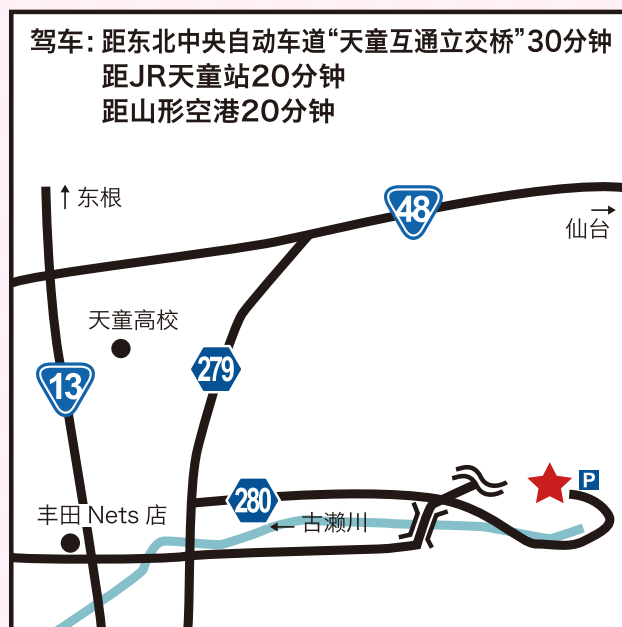 驾车：距东北中央自动车道“天童互通立交桥”30分钟
距JR天童站20分钟
距山形空港20分钟
↑东根
48
→
仙台
天童高校
279
13
280
P
丰田 Nets 店
←古濑川